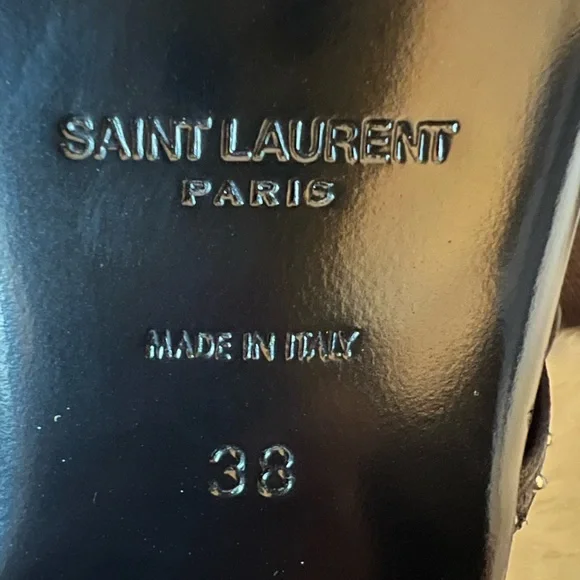 SAINT LAURENT
PARIS
MADE IN ITALY
38